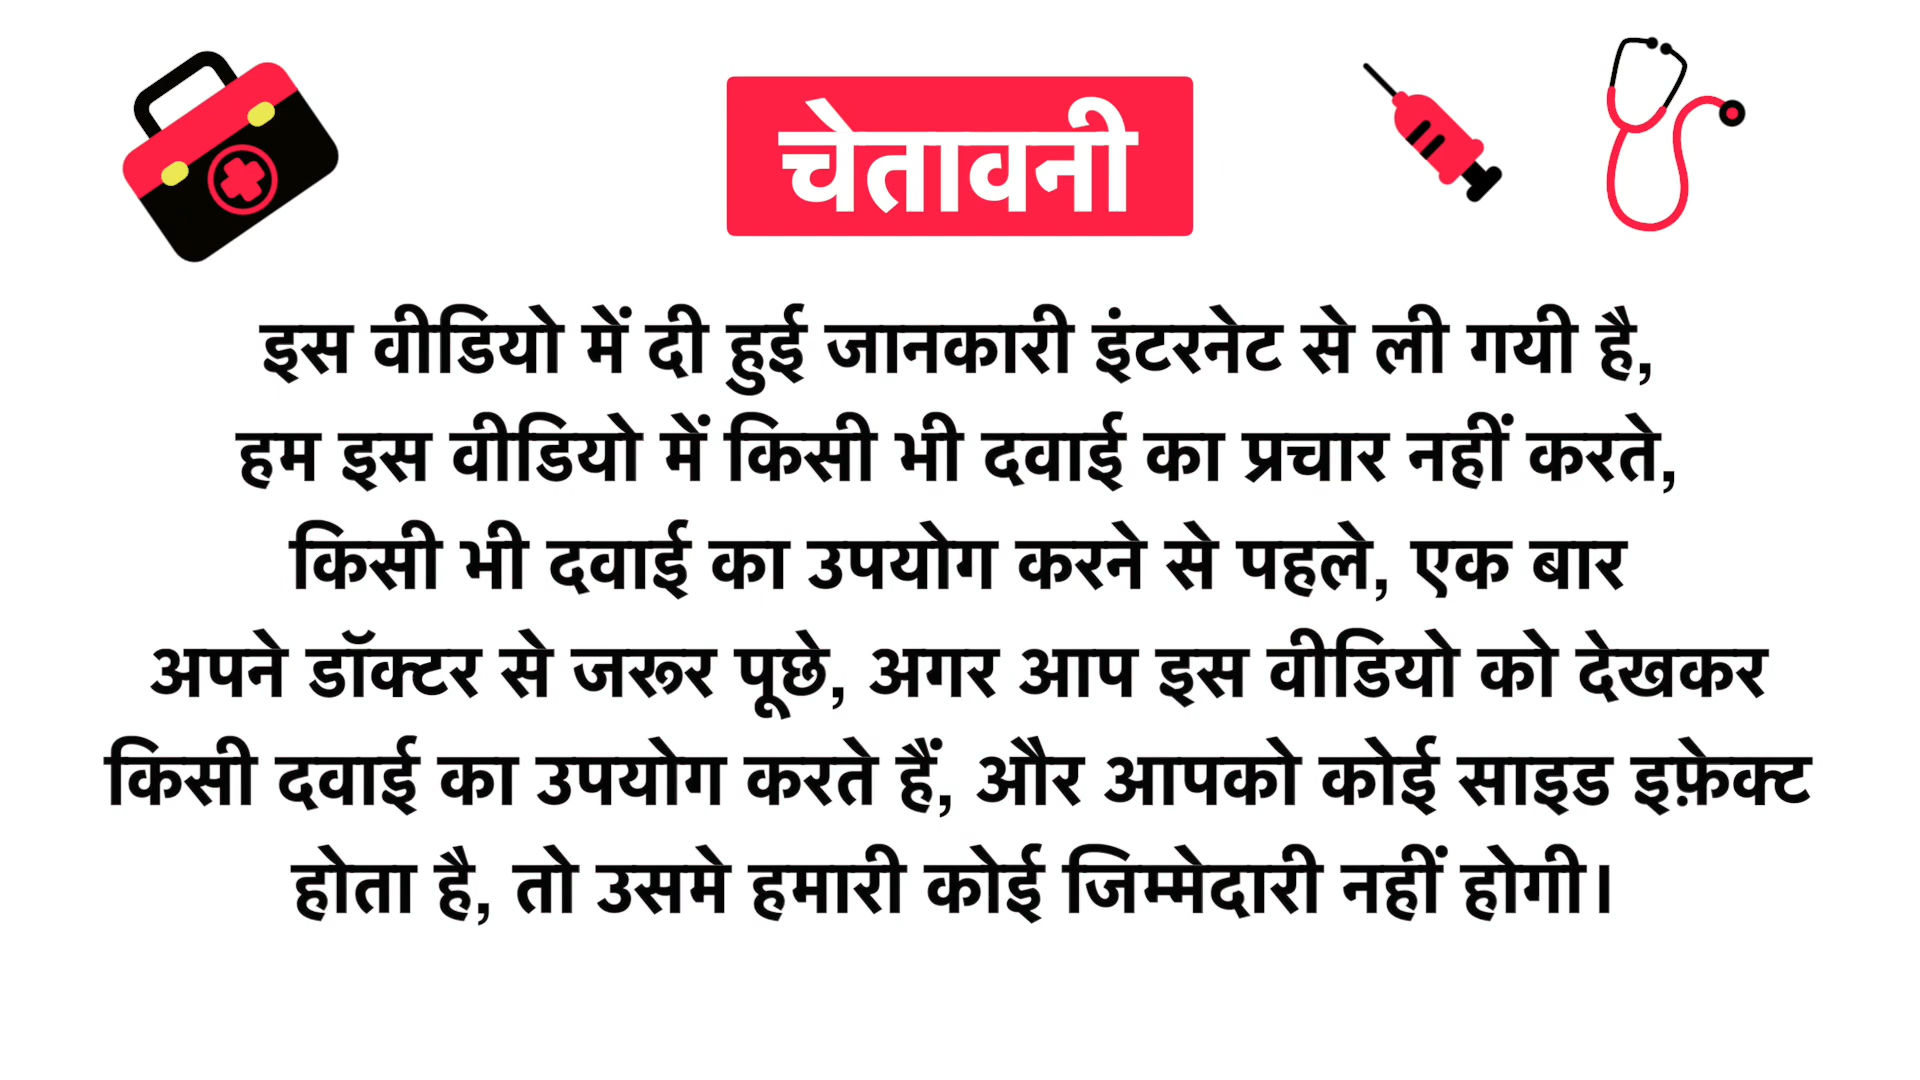 चेतावनी
इस वीडियो में दी हुई जानकारी इंटरनेट से ली गयी है,
हम इस वीडियो में किसी भी दवाई का प्रचार नहीं करते,
किसी भी दवाई का उपयोग करने से पहले, एक बार
अपने डॉक्टर से जरूर पूछे, अगर आप इस वीडियो को देखकर
किसी दवाई का उपयोग करते हैं, और आपको कोई साइड इफ़ेक्ट
होता है, तो उसमे हमारी कोई जिम्मेदारी नहीं होगी।